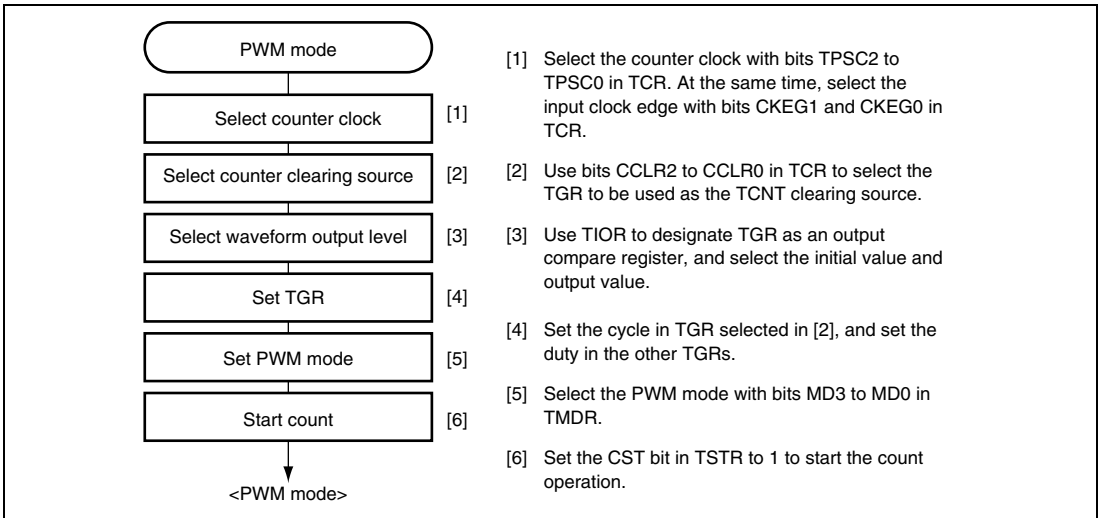 PWM mode
Select counter clock
[1]
Select counter clearing source
[2]
Select waveform output level
[3]
Set TGR
[4]
Set PWM mode
[5]
Start count
[6]
<PWM mode>
[1] Select the counter clock with bits TPSC2 to
TPSC0 in TCR. At the same time, select the
input clock edge with bits CKEG1 and CKEG0 in
TCR.
[2] Use bits CCLR2 to CCLR0 in TCR to select the
TGR to be used as the TCNT clearing source.
[3] Use TIOR to designate TGR as an output
compare register, and select the initial value and
output value.
[4] Set the cycle in TGR selected in [2], and set the
duty in the other TGRs.
[5] Select the PWM mode with bits MD3 to MD0 in
TMDR.
[6] Set the CST bit in TSTR to 1 to start the count
operation.